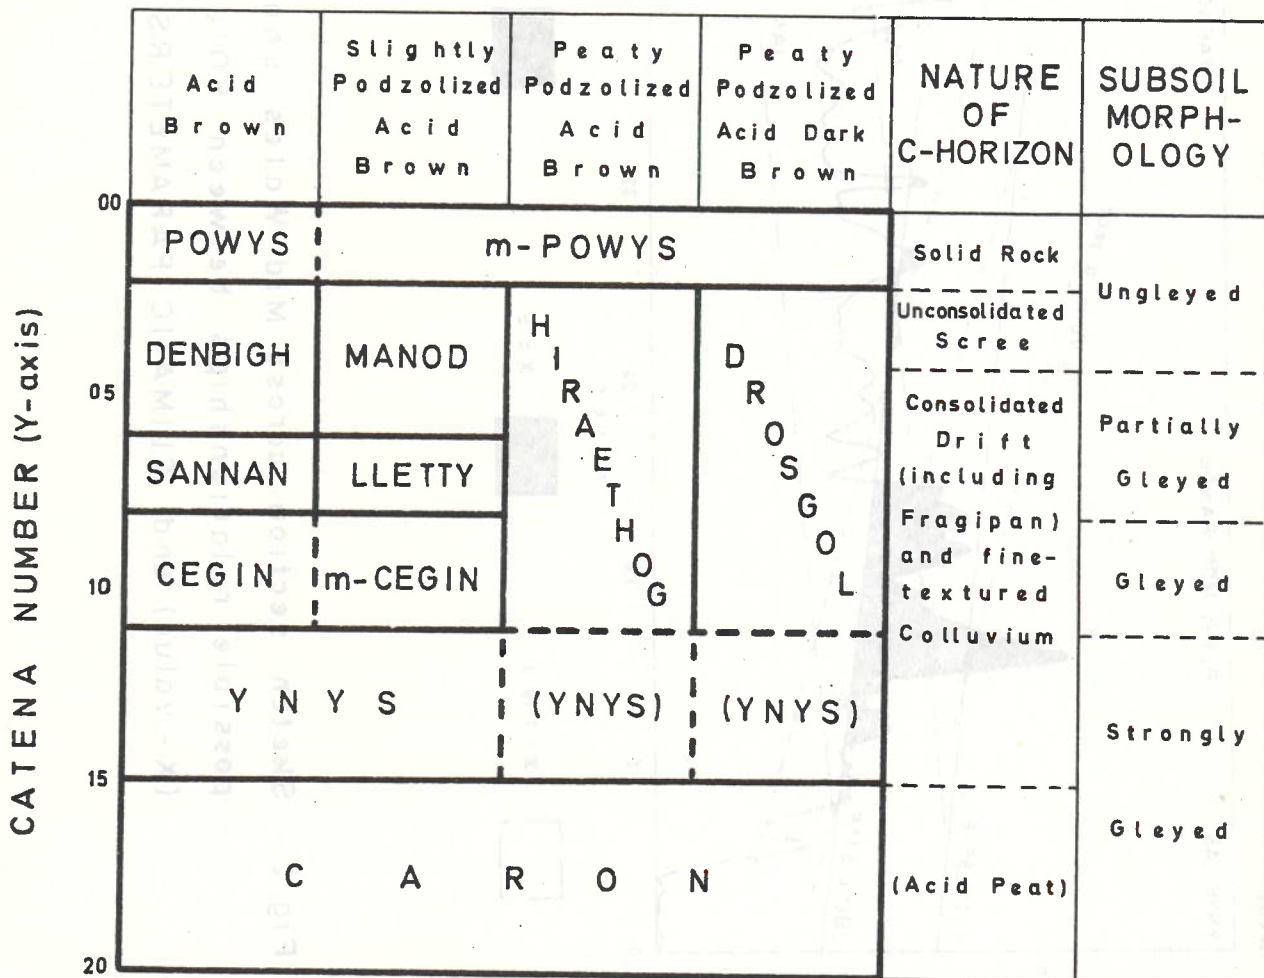 Acid
Brown
Slightly
Podzolized
Acid
Brown
Peaty
Podzolized
Acid
Brown
Peaty
Podzolized
Acid Dark
Brown
NATURE
OF
C-HORIZON
SUBSOIL
MORPH-
OLOGY
CATENA NUMBER (Y-axis)
00
05
10
15
20
POWYS
m-POWYS
DENBIGH
MANOD
HIRAETHOG
DROSGOL
SANNAN
LLETTY
CEGIN
m-CEGIN
YNYS
(YNYS)
(YNYS)
CARON
Solid Rock
Unconsolidated
Scree
Consolidated
Drift
(including
Fragipan)
and fine-
textured
Colluvium
(Acid Peat)
Ungleyed
Partially
Gleyed
Gleyed
Strongly
Gleyed